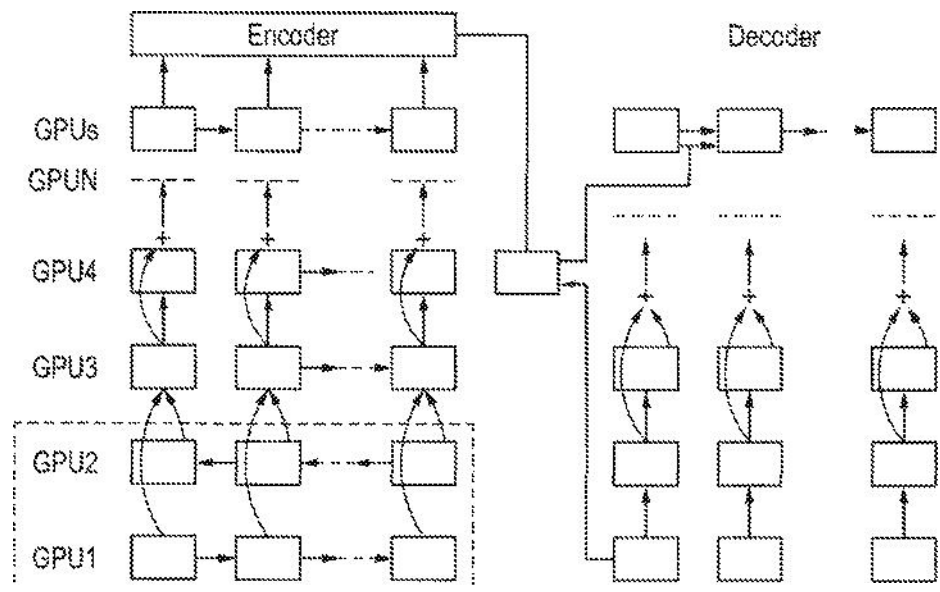 Encoder
Decoder
GPUs
GPUN
GPU4
GPU3
GPU2
GPU1